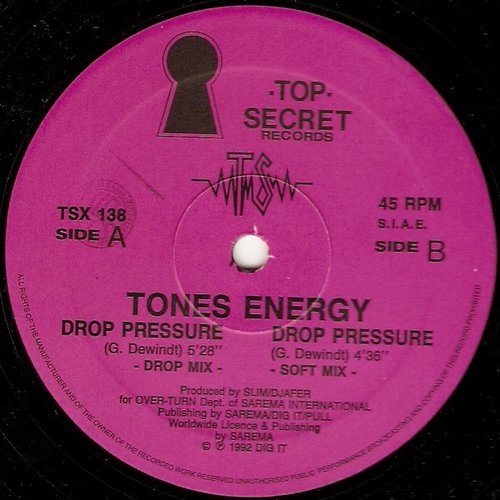 ·TOP·
SECRET
RECORDS
TMS
TSX 138
SIDE A
45 RPM
S.I.A.E.
SIDE B
TONES ENERGY
DROP PRESSURE
(G. Dewindt) 5'28"
- DROP MIX -
DROP PRESSURE
(G. Dewindt) 4'36"
- SOFT MIX -
Produced by SLIM/DJAFER
for OVER-TURN Dept. of SAREMA INTERNATIONAL
Publishing by SAREMA/DIG IT/PULL
Worldwide Licence & Publishing
by SAREMA
© ℗ 1992 DIG IT
ALL RIGHTS OF THE MANUFACTURER AND OF THE OWNER OF THE RECORDED WORK RESERVED UNAUTHORISED PUBLIC PERFORMANCE BROADCASTING AND COPYING OF THIS RECORD PROHIBITED